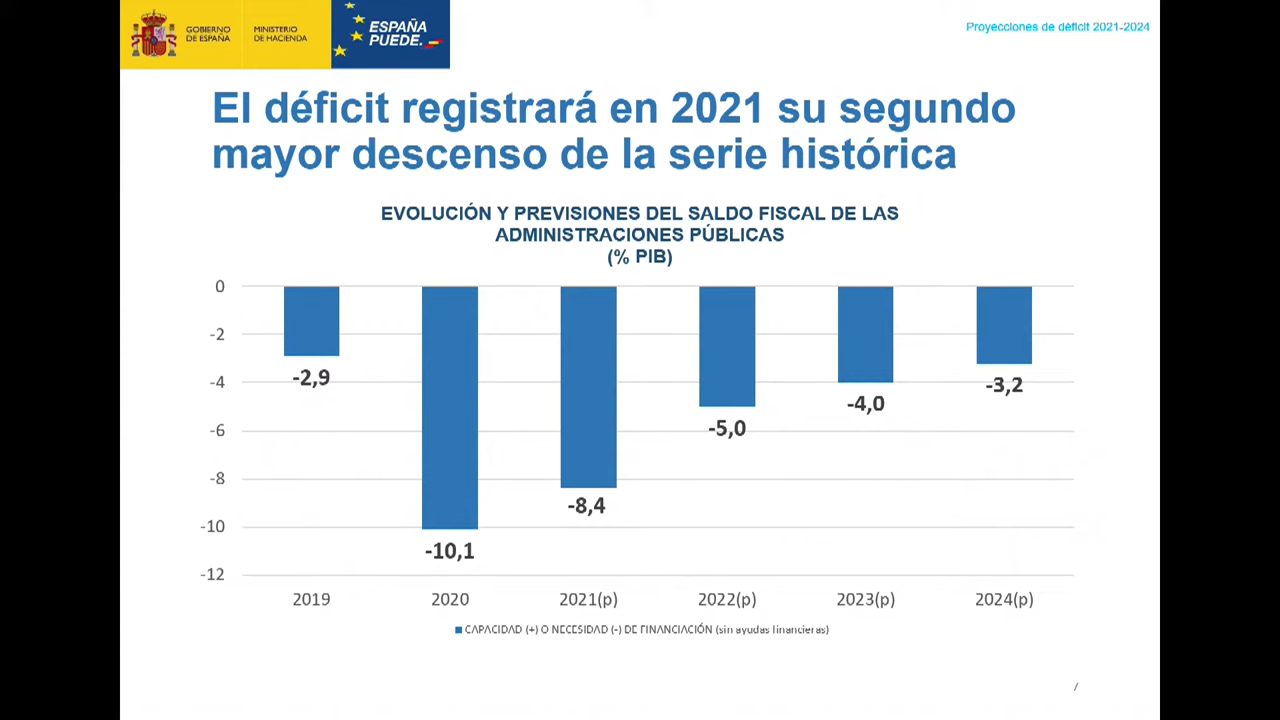 GOBIERNO
DE ESPAÑA
MINISTERIO
DE HACIENDA
ESPAÑA
PUEDE.
Proyecciones de déficit 2021-2024
El déficit registrará en 2021 su segundo
mayor descenso de la serie histórica
EVOLUCIÓN Y PREVISIONES DEL SALDO FISCAL DE LAS
ADMINISTRACIONES PÚBLICAS
(% PIB)
0
-2
-4
-6
-8
-10
-12
-2,9
-10,1
-8,4
-5,0
-4,0
-3,2
2019 2020 2021(p) 2022(p) 2023(p) 2024(p)
CAPACIDAD (+) O NECESIDAD (-) DE FINANCIACIÓN (sin ayudas financieras)
7